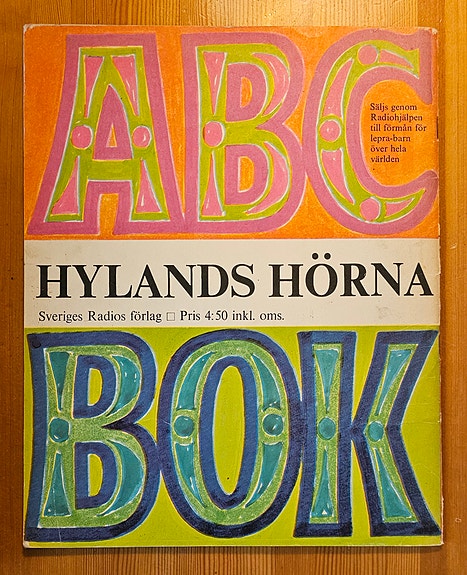 ABC
Säljs genom
Radiohjälpen
till förmån för
lepra-barn
över hela
världen
HYLANDS HÖRNA
Sveriges Radios förlag □ Pris 4:50 inkl. oms.
BOK